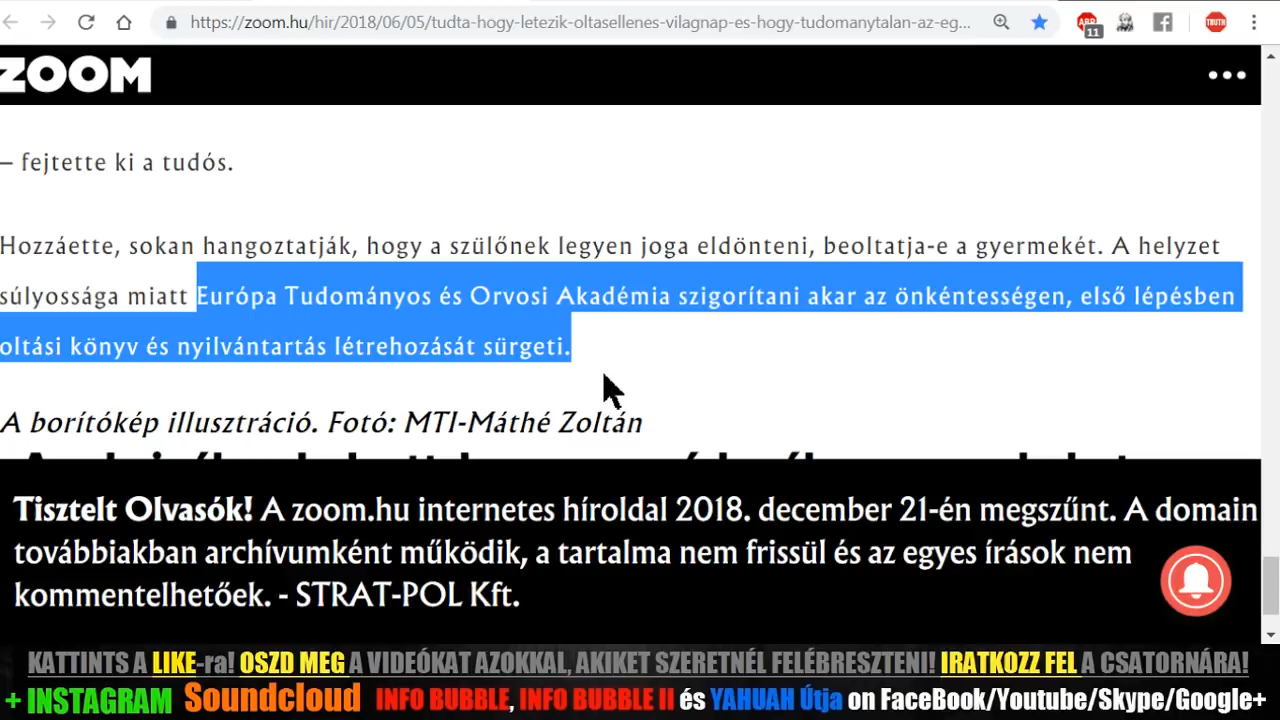 https://zoom.hu/hir/2018/06/05/tudta-hogy-letezik-oltasellenes-vilagnap-es-hogy-tudomanytalan-az-eg...
ABP
11
TRUTH
ZOOM
– fejtette ki a tudós.
Hozzáette, sokan hangoztatják, hogy a szülőnek legyen joga eldönteni, beoltatja-e a gyermekét. A helyzet
súlyossága miatt Európa Tudományos és Orvosi Akadémia szigorítani akar az önkéntességen, első lépésben
oltási könyv és nyilvántartás létrehozását sürgeti.
A borítókép illusztráció. Fotó: MTI-Máthé Zoltán
Tisztelt Olvasók! A zoom.hu internetes híroldal 2018. december 21-én megszűnt. A domain
továbbiakban archívumként működik, a tartalma nem frissül és az egyes írások nem
kommentelhetőek. - STRAT-POL Kft.
KATTINTS A LIKE-ra! OSZD MEG A VIDEÓKAT AZOKKAL, AKIKET SZERETNÉL FELÉBRESZTENI! IRATKOZZ FEL A CSATORNÁRA!
+ INSTAGRAM Soundcloud INFO BUBBLE, INFO BUBBLE II és YAHUAH Útja on FaceBook/Youtube/Skype/Google+